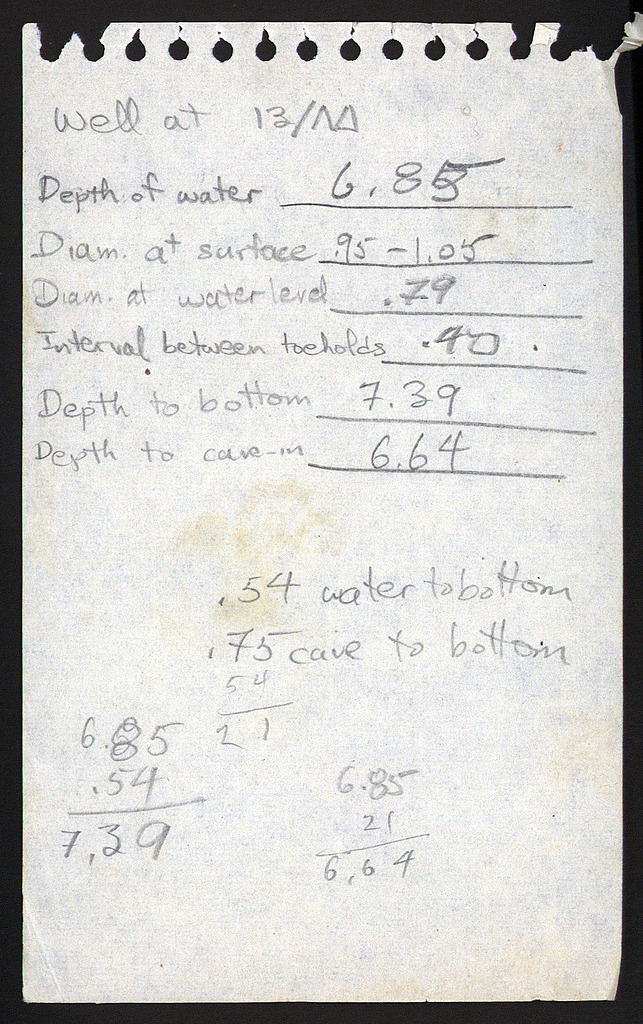 Well at 13/ΛΔ
Depth of water 6.85
Diam. at surface .95-1.05
Diam. at water level .79
Interval between toeholds .40.
Depth to bottom 7.39
Depth to cave-in 6.64
.54 water to bottom
.75 cave to bottom
54
21
6.85
.54
7,39
6.85
21
6,64